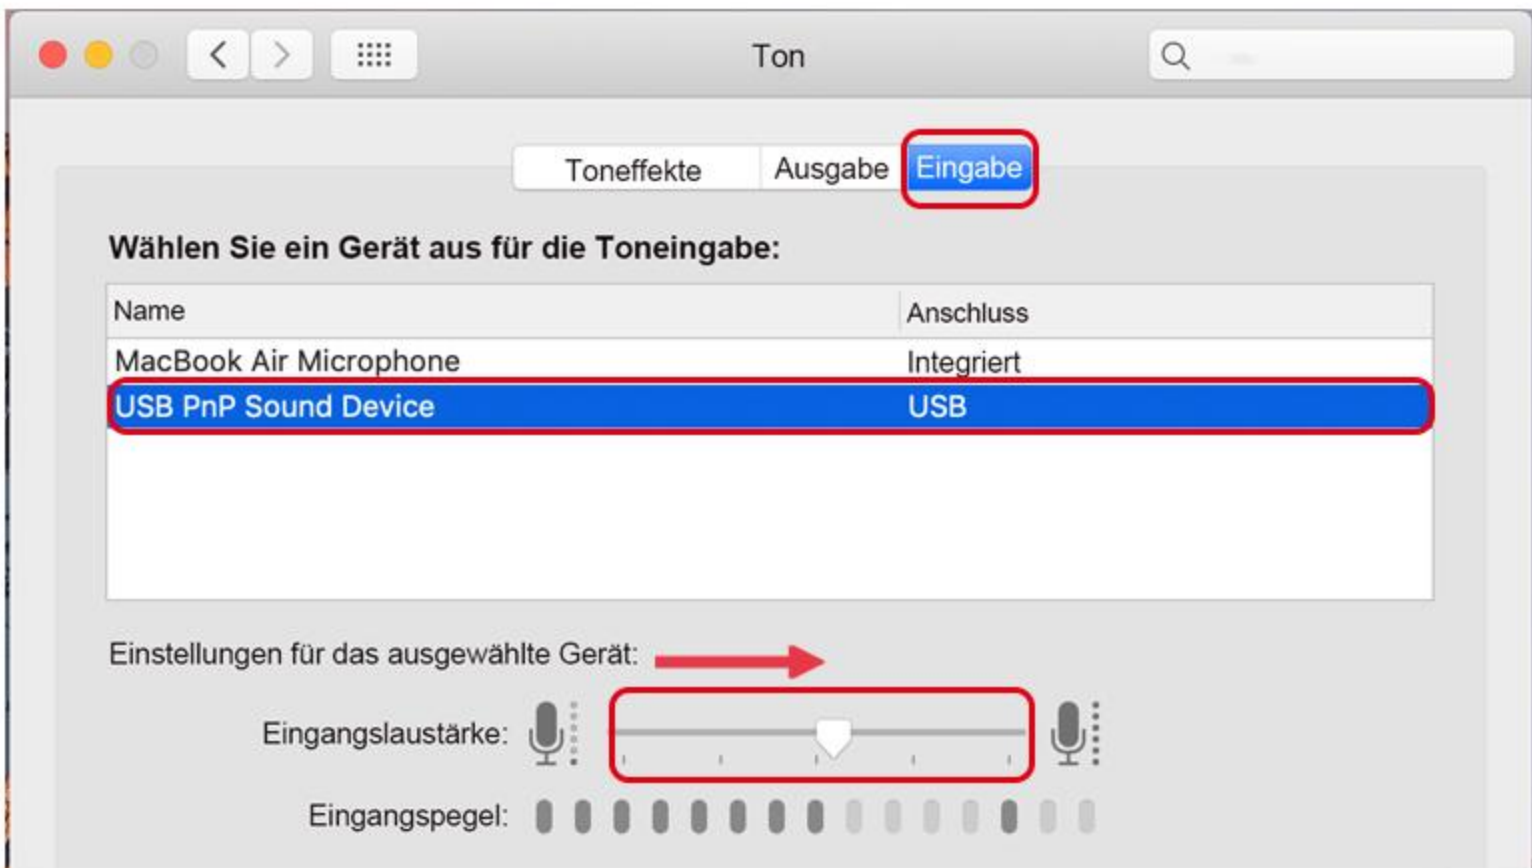 Ton
Toneffekte Ausgabe Eingabe
Wählen Sie ein Gerät aus für die Toneingabe:
Name Anschluss
MacBook Air Microphone Integriert
USB PnP Sound Device USB
Einstellungen für das ausgewählte Gerät:
Eingangslaustärke:
Eingangspegel: